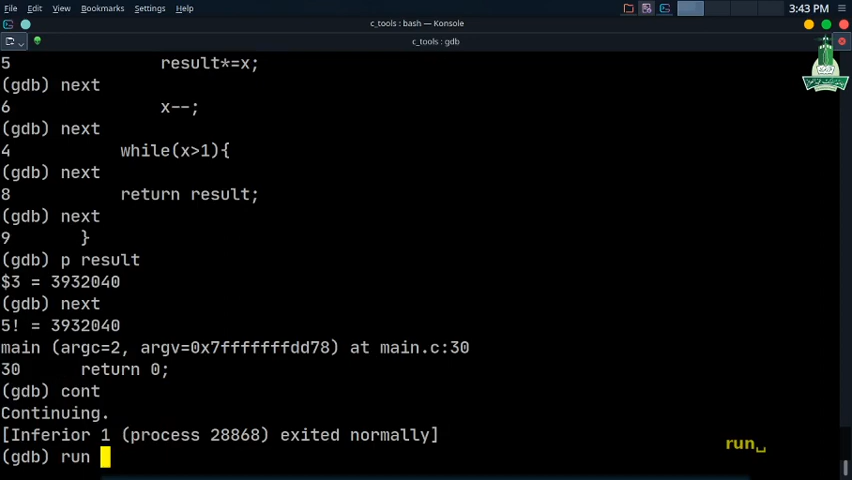 File Edit View Bookmarks Settings Help
3:43 PM
c_tools : bash — Konsole
c_tools : gdb
5 result*=x;
(gdb) next
6 x--;
(gdb) next
4 while(x>1){
(gdb) next
8 return result;
(gdb) next
9 }
(gdb) p result
$3 = 3932040
(gdb) next
5! = 3932040
main (argc=2, argv=0x7fffffffdd78) at main.c:30
30 return 0;
(gdb) cont
Continuing.
[Inferior 1 (process 28868) exited normally]
(gdb) run
run␣